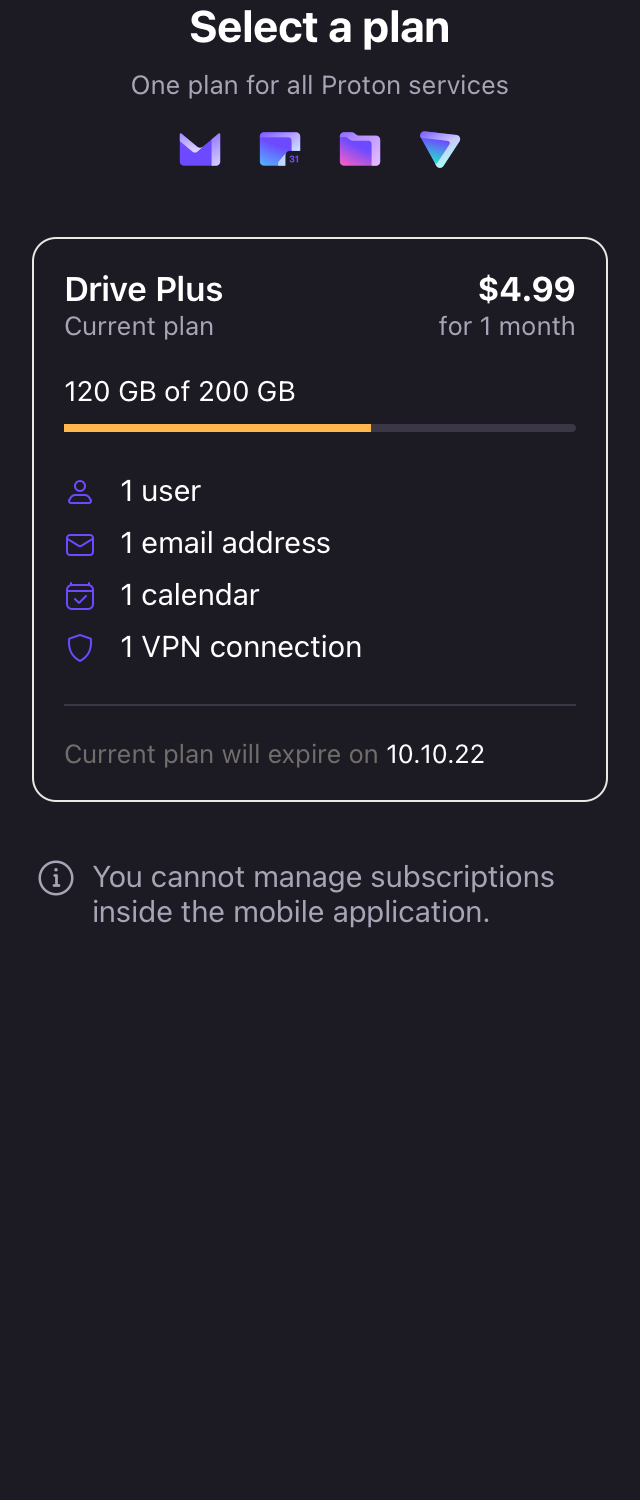 Select a plan
One plan for all Proton services
31
Drive Plus
$4.99
Current plan
for 1 month
120 GB of 200 GB
1 user
1 email address
1 calendar
1 VPN connection
Current plan will expire on 10.10.22
You cannot manage subscriptions
inside the mobile application.